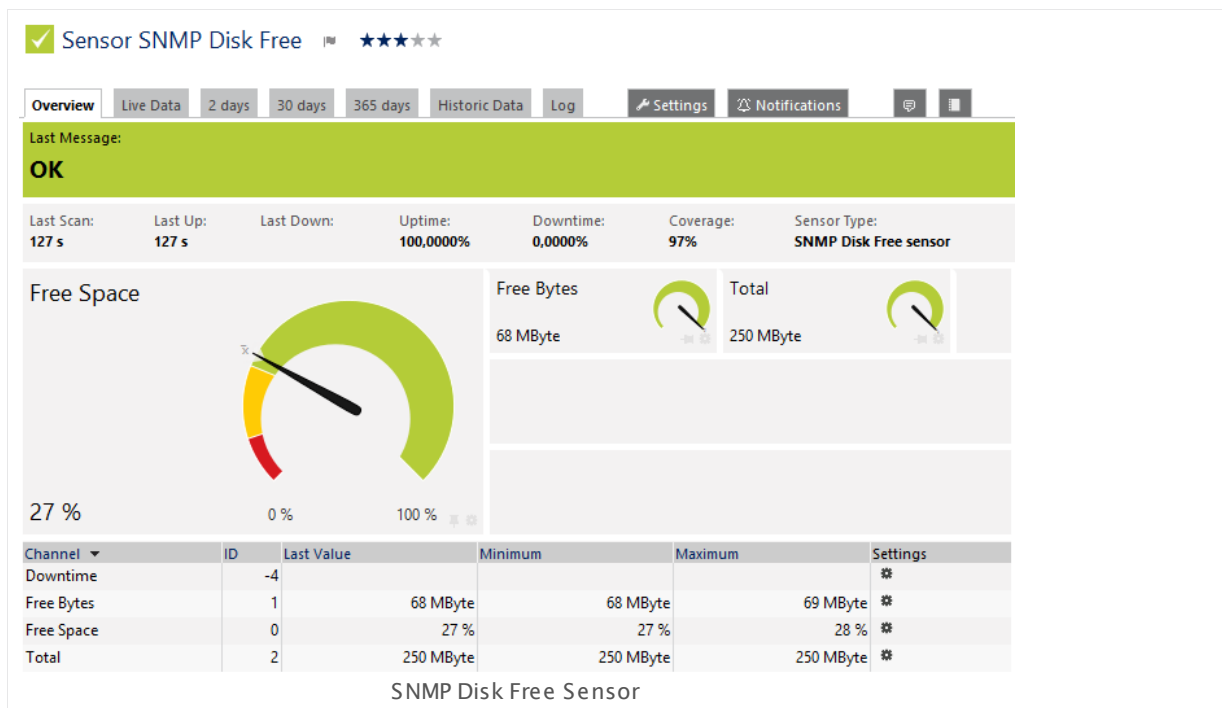 Sensor SNMP Disk Free
Overview Live Data 2 days 30 days 365 days Historic Data Log Settings Notifications
Last Message:
OK
Last Scan: Last Up: Last Down: Uptime: Downtime: Coverage: Sensor Type:
127 s 127 s 100,0000% 0,0000% 97% SNMP Disk Free sensor
Free Space
27 %
0 % 100 %
Free Bytes
68 MByte
Total
250 MByte
Channel ID Last Value Minimum Maximum Settings
Downtime -4
Free Bytes 1 68 MByte 68 MByte 69 MByte
Free Space 0 27 % 27 % 28 %
Total 2 250 MByte 250 MByte 250 MByte
SNMP Disk Free Sensor